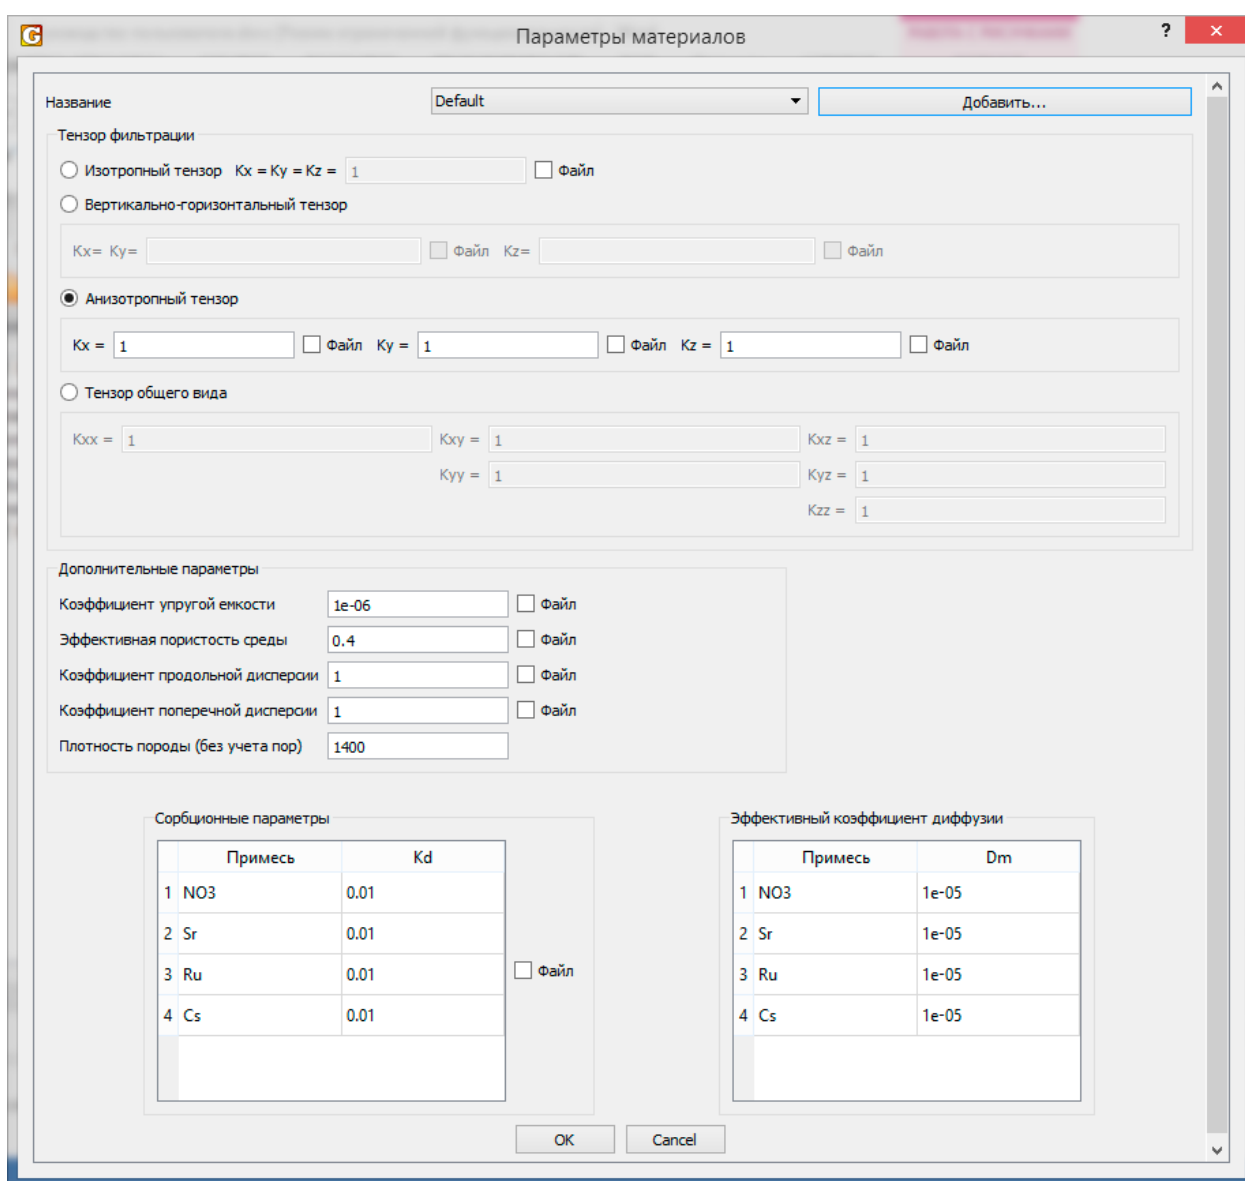 G Параметры материалов ? ×
Название Default Добавить...
Тензор фильтрации
Изотропный тензор Kx = Ky = Kz = 1 Файл
Вертикально-горизонтальный тензор
Kx= Ky= Файл Kz= Файл
Анизотропный тензор
Kx = 1 Файл Ky = 1 Файл Kz = 1 Файл
Тензор общего вида
Kxx = 1 Kxy = 1 Kxz = 1
Kyy = 1 Kyz = 1
Kzz = 1
Дополнительные параметры
Коэффициент упругой емкости 1e-06 Файл
Эффективная пористость среды 0.4 Файл
Коэффициент продольной дисперсии 1 Файл
Коэффициент поперечной дисперсии 1 Файл
Плотность породы (без учета пор) 1400
Сорбционные параметры
Примесь Kd
1 NO3 0.01
2 Sr 0.01
3 Ru 0.01
4 Cs 0.01
Файл
Эффективный коэффициент диффузии
Примесь Dm
1 NO3 1e-05
2 Sr 1e-05
3 Ru 1e-05
4 Cs 1e-05
OK Cancel